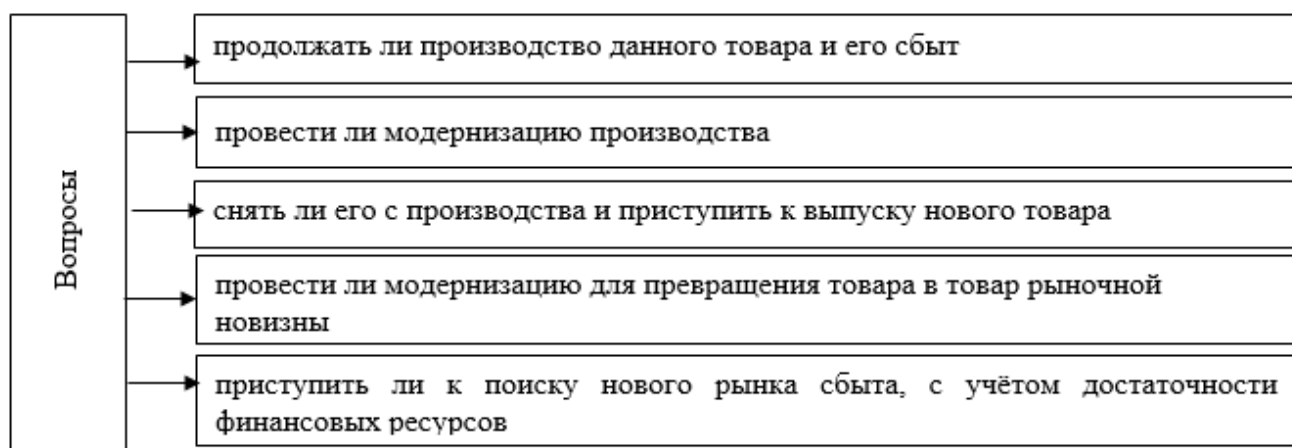 Вопросы
продолжать ли производство данного товара и его сбыт
провести ли модернизацию производства
снять ли его с производства и приступить к выпуску нового товара
провести ли модернизацию для превращения товара в товар рыночной
новизны
приступить ли к поиску нового рынка сбыта, с учётом достаточности
финансовых ресурсов